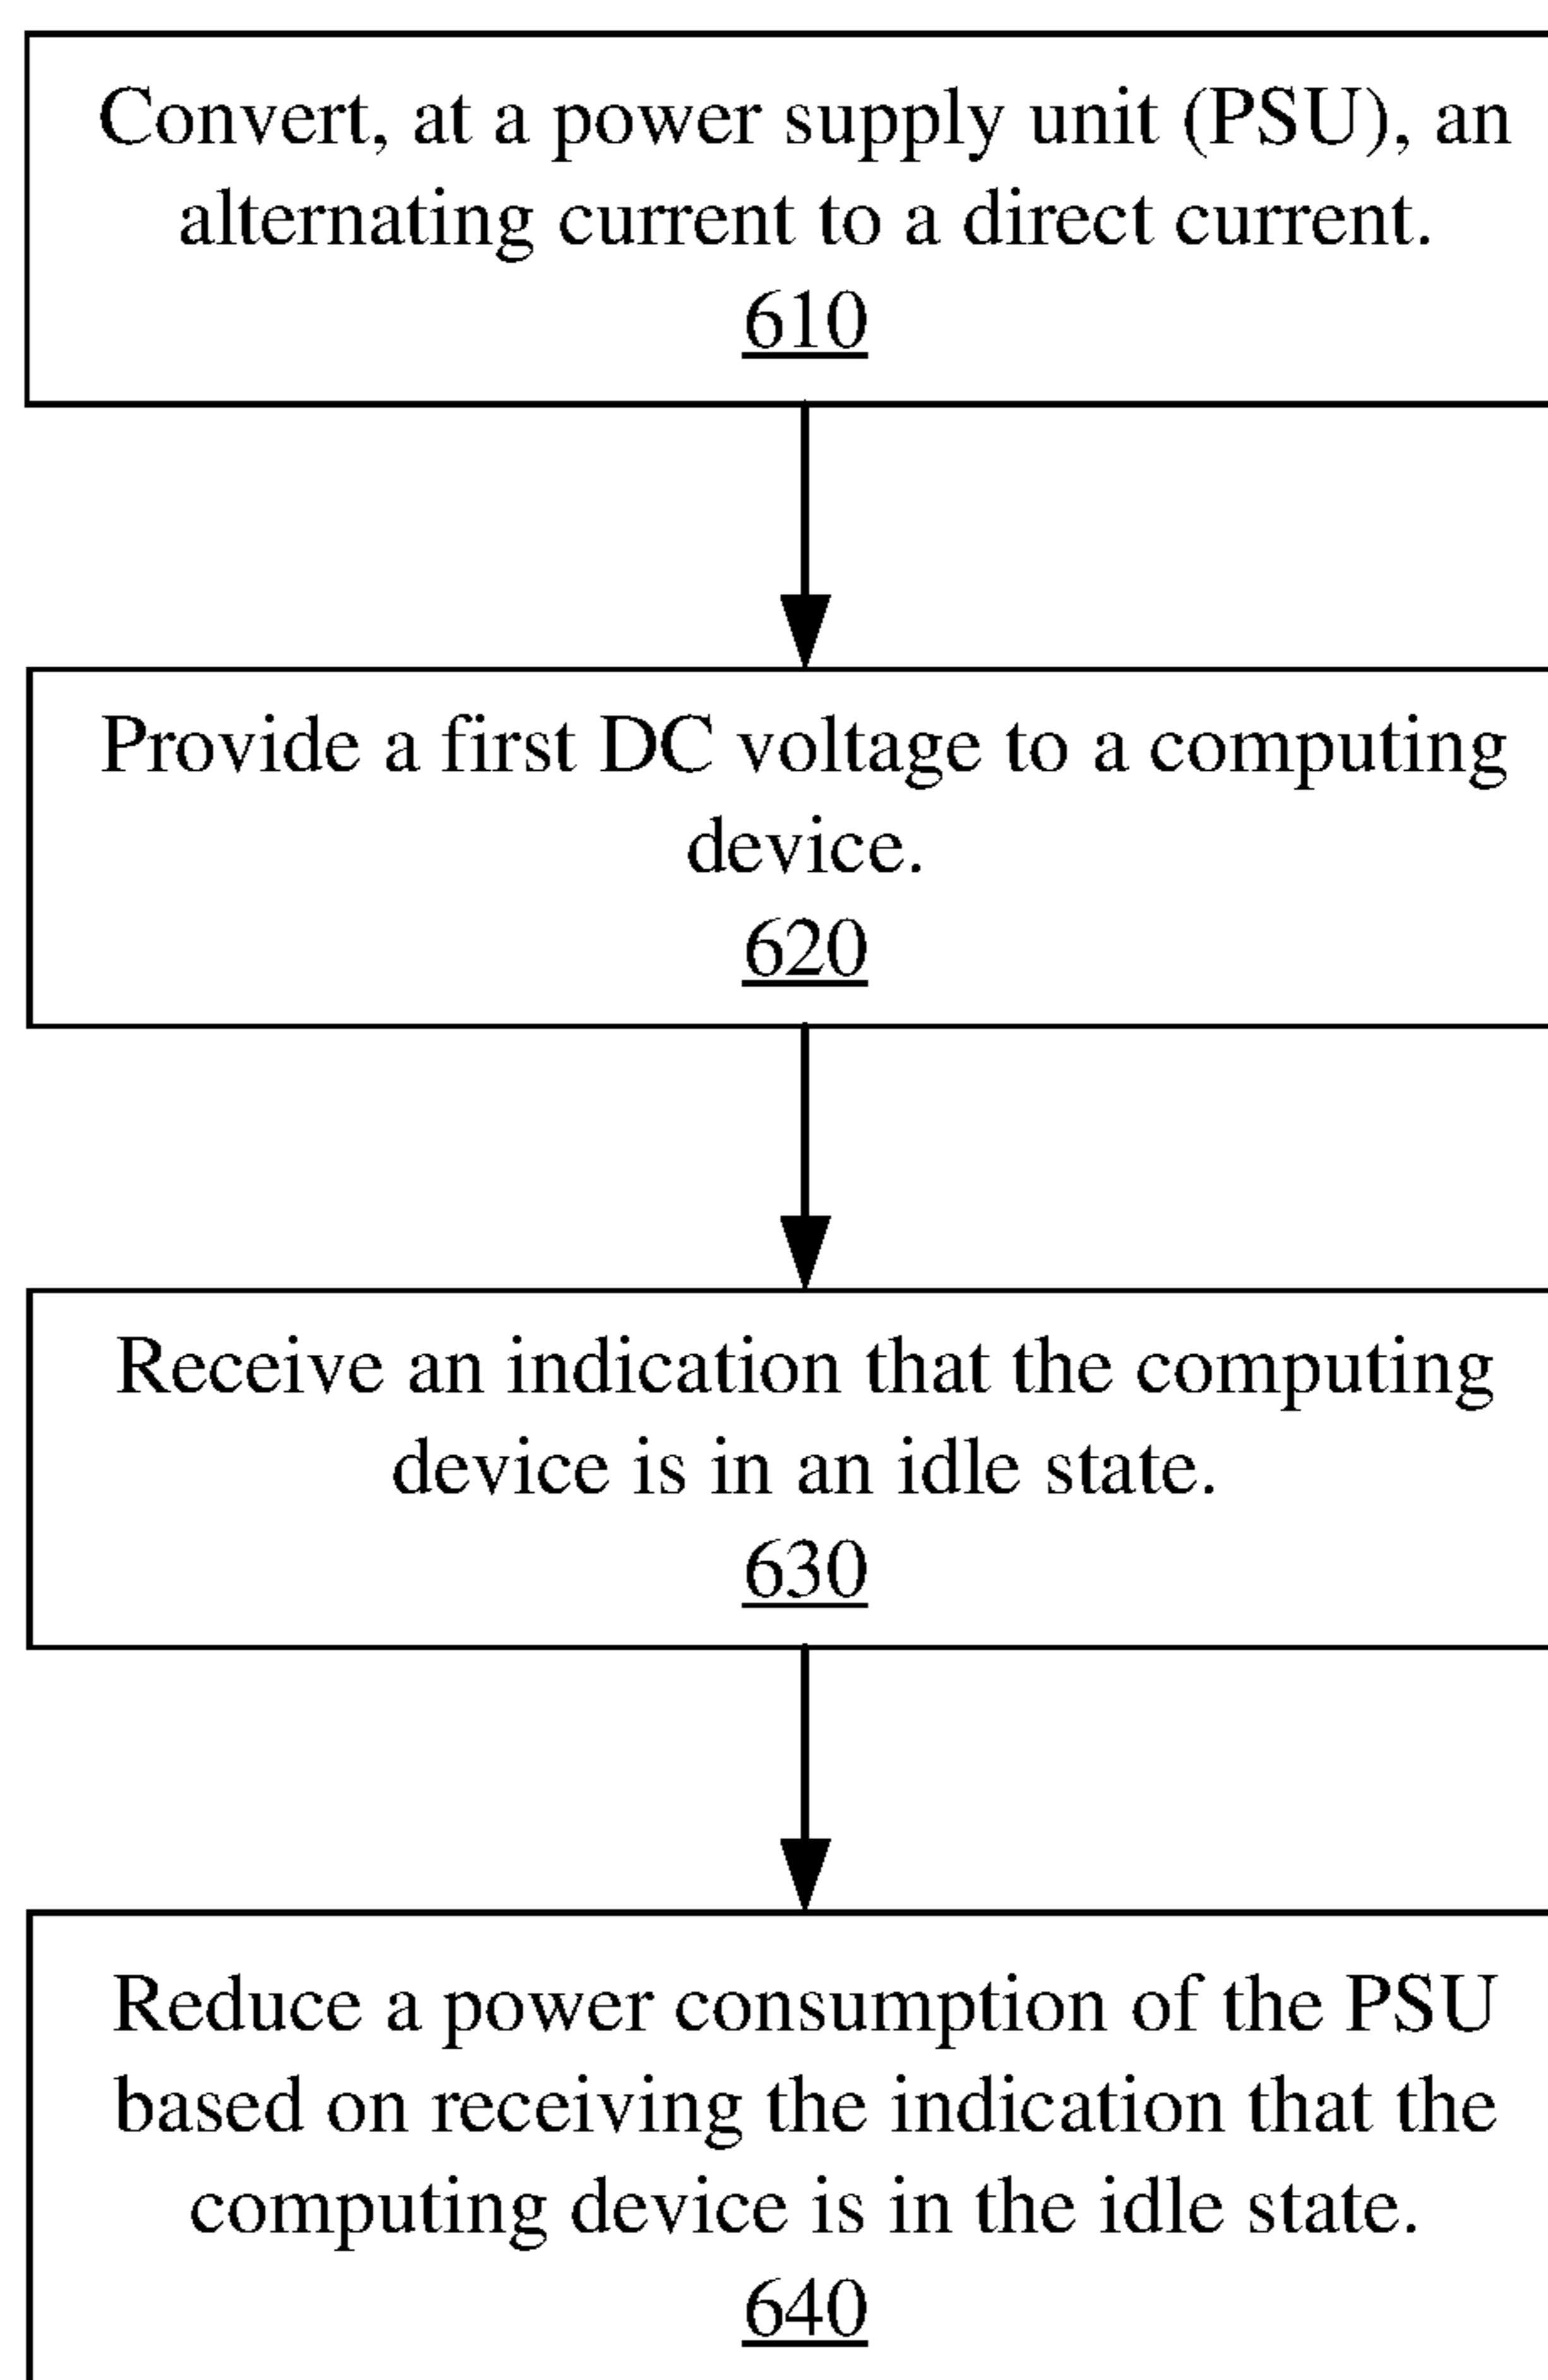 Convert, at a power supply unit (PSU), an
alternating current to a direct current.
610
Provide a first DC voltage to a computing
device.
620
Receive an indication that the computing
device is in an idle state.
630
Reduce a power consumption of the PSU
based on receiving the indication that the
computing device is in the idle state.
640